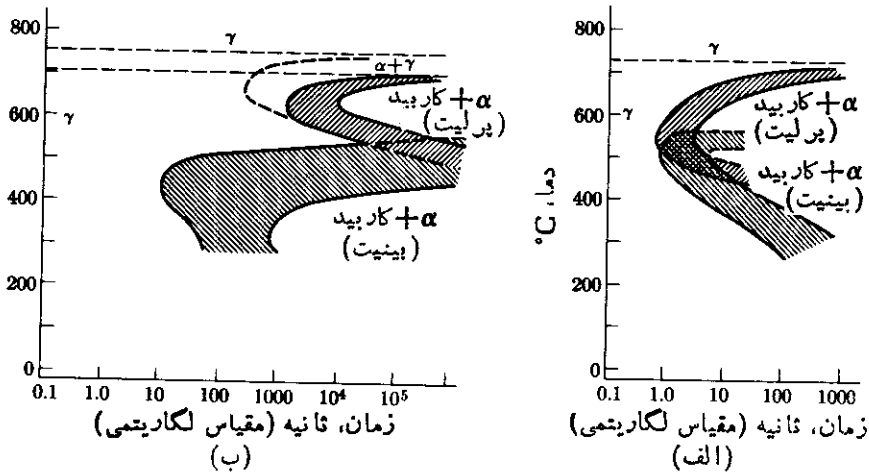 800
γ
α+γ
α+کاربید
(پرلیت)
600
γ
400
α+کاربید
(بینیت)
200
0
0.1 1.0 10 100 1000 10⁴ 10⁵
زمان، ثانیه (مقیاس لگاریتمی)
(ب)
800
γ
α+کاربید
(پرلیت)
600
γ
α+کاربید
(بینیت)
400
دما، °C
200
0
0.1 1.0 10 100 1000
زمان، ثانیه (مقیاس لگاریتمی)
(الف)